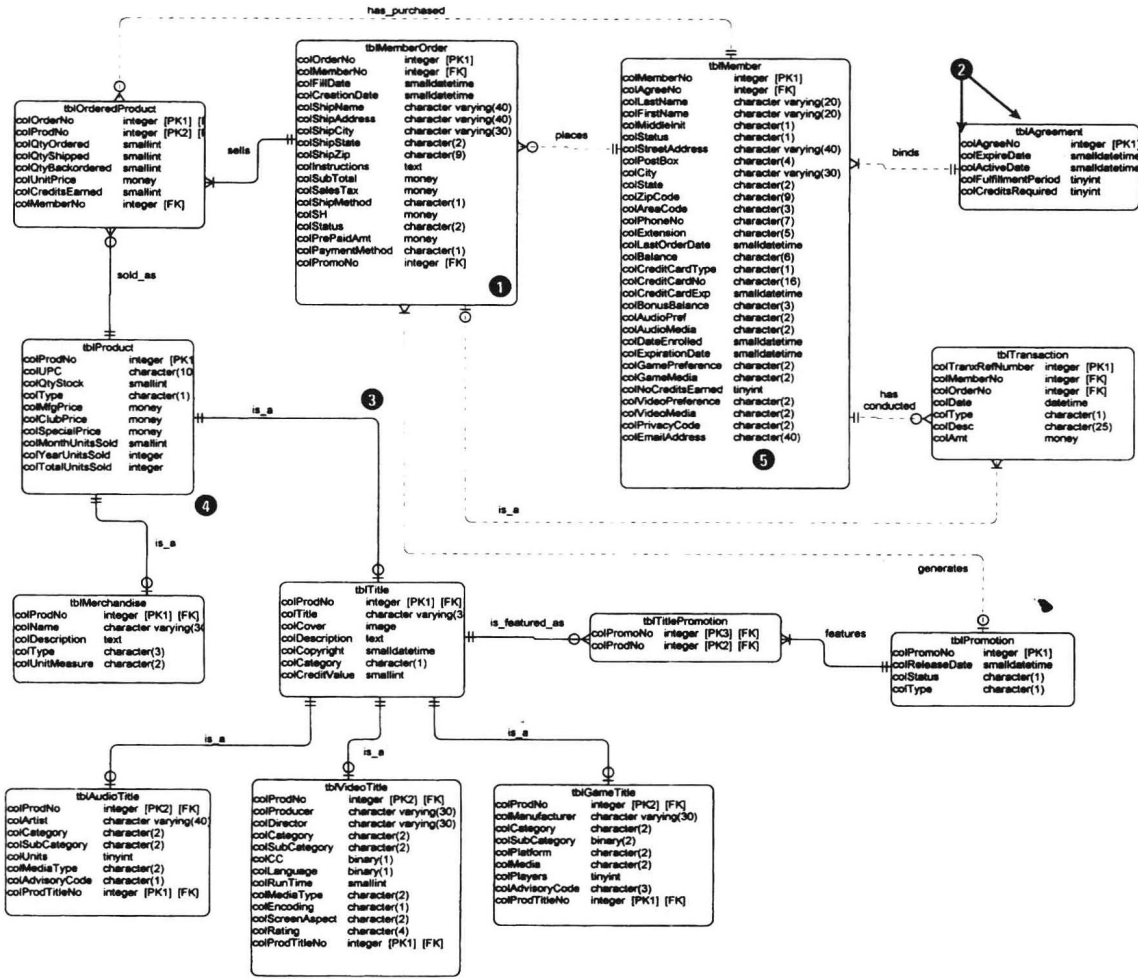 has_purchased
tblMemberOrder
colOrderNo integer [PK1]
colMemberNo integer [FK]
colFillDate smalldatetime
colCreationDate smalldatetime
colShipName character varying(40)
colShipAddress character varying(40)
colShipCity character varying(30)
colShipState character(2)
colShipZip character(9)
colInstructions text
colSubTotal money
colSalesTax money
colShipMethod character(1)
colSH money
colStatus character(2)
colPrePaidAmt money
colPaymentMethod character(1)
colPromoNo integer [FK]
1
tblMember
colMemberNo integer [PK1]
colAgreeNo integer [FK]
colLastName character varying(20)
colFirstName character varying(20)
colMiddleInit character(1)
colStatus character(1)
colStreetAddress character varying(40)
colPostBox character(4)
colCity character varying(30)
colState character(2)
colZipCode character(9)
colAreaCode character(3)
colPhoneNo character(7)
colExtension character(5)
colLastOrderDate smalldatetime
colBalance character(6)
colCreditCardType character(1)
colCreditCardNo character(16)
colCreditCardExp smalldatetime
colBonusBalance character(3)
colAudioPref character(2)
colAudioMedia character(2)
colDateEnrolled smalldatetime
colExpirationDate smalldatetime
colGamePreference character(2)
colGameMedia character(2)
colNoCreditsEarned tinyint
colVideoPreference character(2)
colVideoMedia character(2)
colPrivacyCode character(2)
colEmailAddress character(40)
5
2
tblAgreement
colAgreeNo integer [PK1]
colExpireDate smalldatetime
colActiveDate smalldatetime
colFulfillmentPeriod tinyint
colCreditsRequired tinyint
tblOrderedProduct
colOrderNo integer [PK1] [
colProdNo integer [PK2] [
colQtyOrdered smallint
colQtyShipped smallint
colQtyBackordered smallint
colUnitPrice money
colCreditsEarned smallint
colMemberNo integer [FK]
sells
places
binds
sold_as
tblProduct
colProdNo integer [PK1
colUPC character(10
colQtyStock smallint
colType character(1)
colMfgPrice money
colClubPrice money
colSpecialPrice money
colMonthUnitsSold smallint
colYearUnitsSold integer
colTotalUnitsSold integer
4
is_a
3
has
conducted
tblTransaction
colTranxRefNumber integer [PK1]
colMemberNo integer [FK]
colOrderNo integer [FK]
colDate datetime
colType character(1)
colDesc character(25)
colAmt money
is_a
is_a
generates
tblMerchandise
colProdNo integer [PK1] [FK]
colName character varying(30
colDescription text
colType character(3)
colUnitMeasure character(2)
tblTitle
colProdNo integer [PK1] [FK]
colTitle character varying(3
colCover image
colDescription text
colCopyright smalldatetime
colCategory character(1)
colCreditValue smallint
is_featured_as
tblTitlePromotion
colPromoNo integer [PK3] [FK]
colProdNo integer [PK2] [FK]
features
tblPromotion
colPromoNo integer [PK1]
colReleaseDate smalldatetime
colStatus character(1)
colType character(1)
is_a
is_a
is_a
tblAudioTitle
colProdNo integer [PK2] [FK]
colArtist character varying(40)
colCategory character(2)
colSubCategory character(2)
colUnits tinyint
colMediaType character(2)
colAdvisoryCode character(1)
colProdTitleNo integer [PK1] [FK]
tblVideoTitle
colProdNo integer [PK2] [FK]
colProducer character varying(30)
colDirector character varying(30)
colCategory character(2)
colSubCategory character(2)
colCC binary(1)
colLanguage binary(1)
colRunTime smallint
colMediaType character(2)
colEncoding character(1)
colScreenAspect character(2)
colRating character(4)
colProdTitleNo integer [PK1] [FK]
tblGameTitle
colProdNo integer [PK2] [FK]
colManufacturer character varying(30)
colCategory character(2)
colSubCategory binary(2)
colPlatform character(2)
colMedia character(2)
colPlayers tinyint
colAdvisoryCode character(3)
colProdTitleNo integer [PK1] [FK]